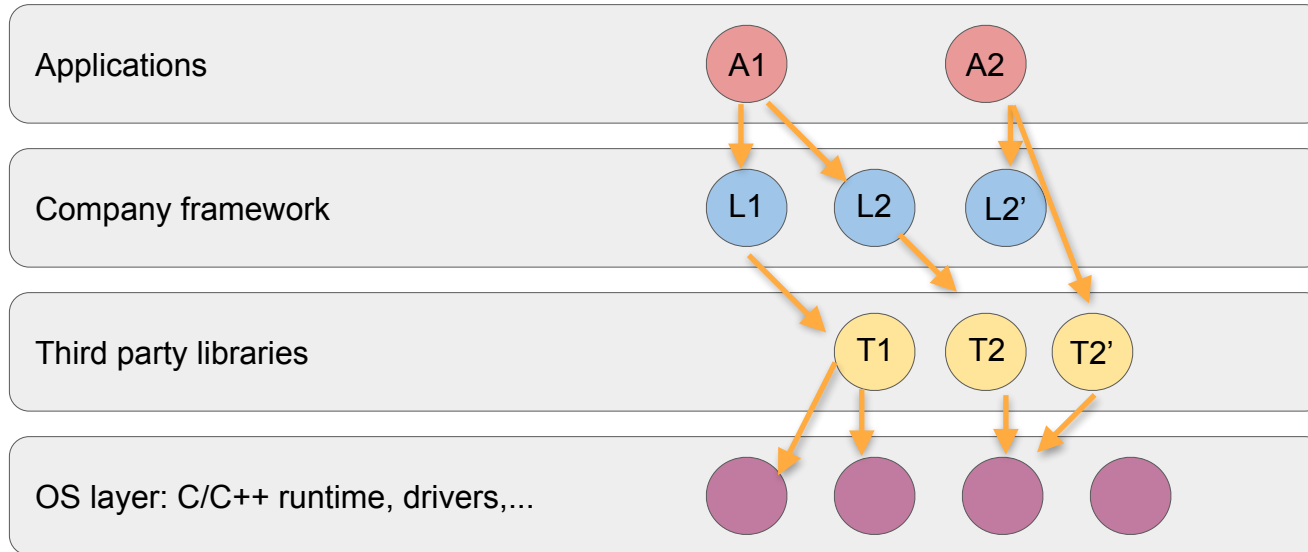 Applications
A1
A2
Company framework
L1
L2
L2’
Third party libraries
T1
T2
T2’
OS layer: C/C++ runtime, drivers,...